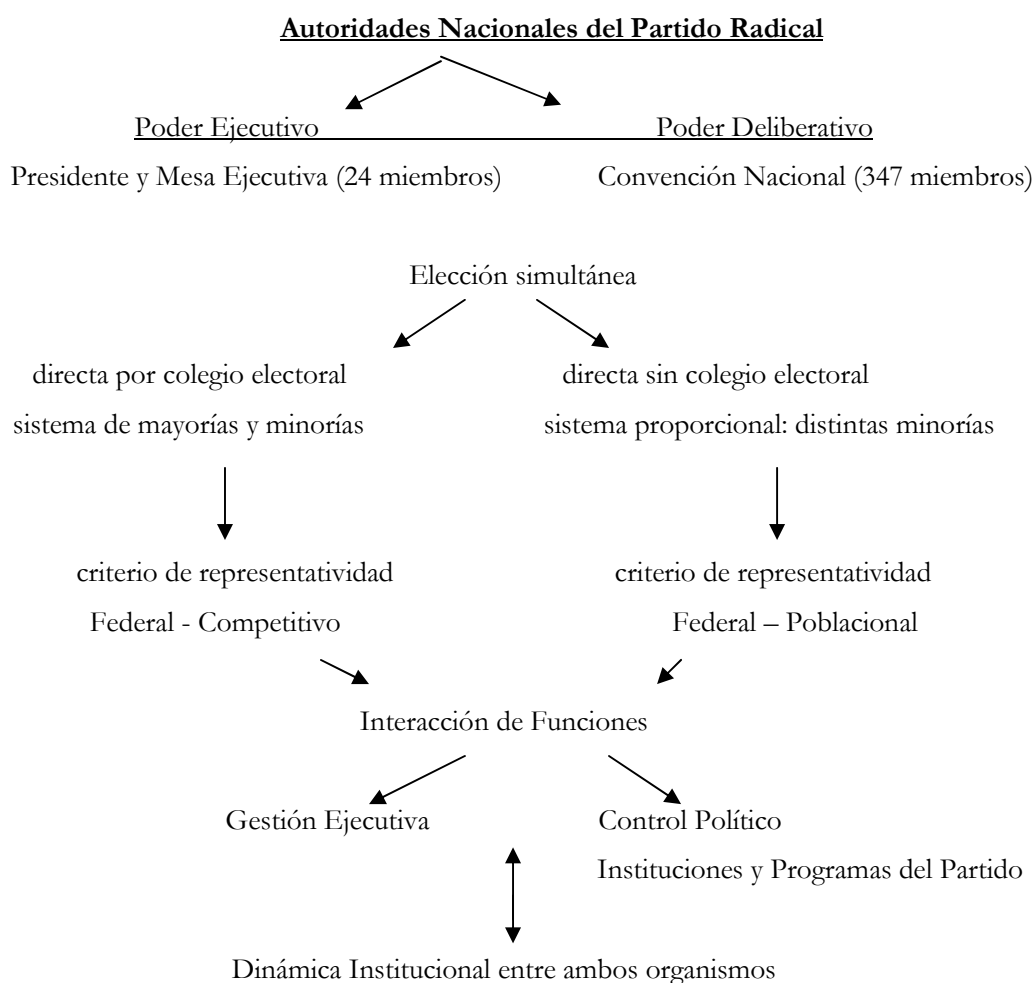 Autoridades Nacionales del Partido Radical
Poder Ejecutivo Poder Deliberativo
Presidente y Mesa Ejecutiva (24 miembros) Convención Nacional (347 miembros)
Elección simultánea
directa por colegio electoral directa sin colegio electoral
sistema de mayorías y minorías sistema proporcional: distintas minorías
criterio de representatividad criterio de representatividad
Federal - Competitivo Federal – Poblacional
Interacción de Funciones
Gestión Ejecutiva Control Político
Instituciones y Programas del Partido
Dinámica Institucional entre ambos organismos